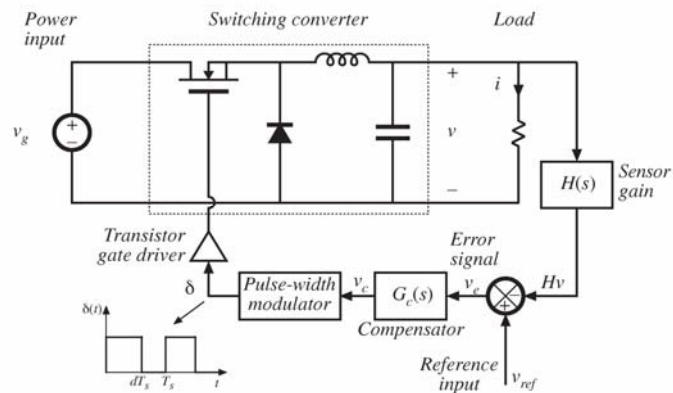 Power input
Switching converter
Load
v_g
+
−
+
v
−
i
H(s)
Sensor gain
Transistor gate driver
δ
Pulse-width modulator
v_c
G_c(s)
Compensator
Error signal
v_e
−
+
Hv
Reference input
v_ref
δ(t)
dT_s
T_s
t